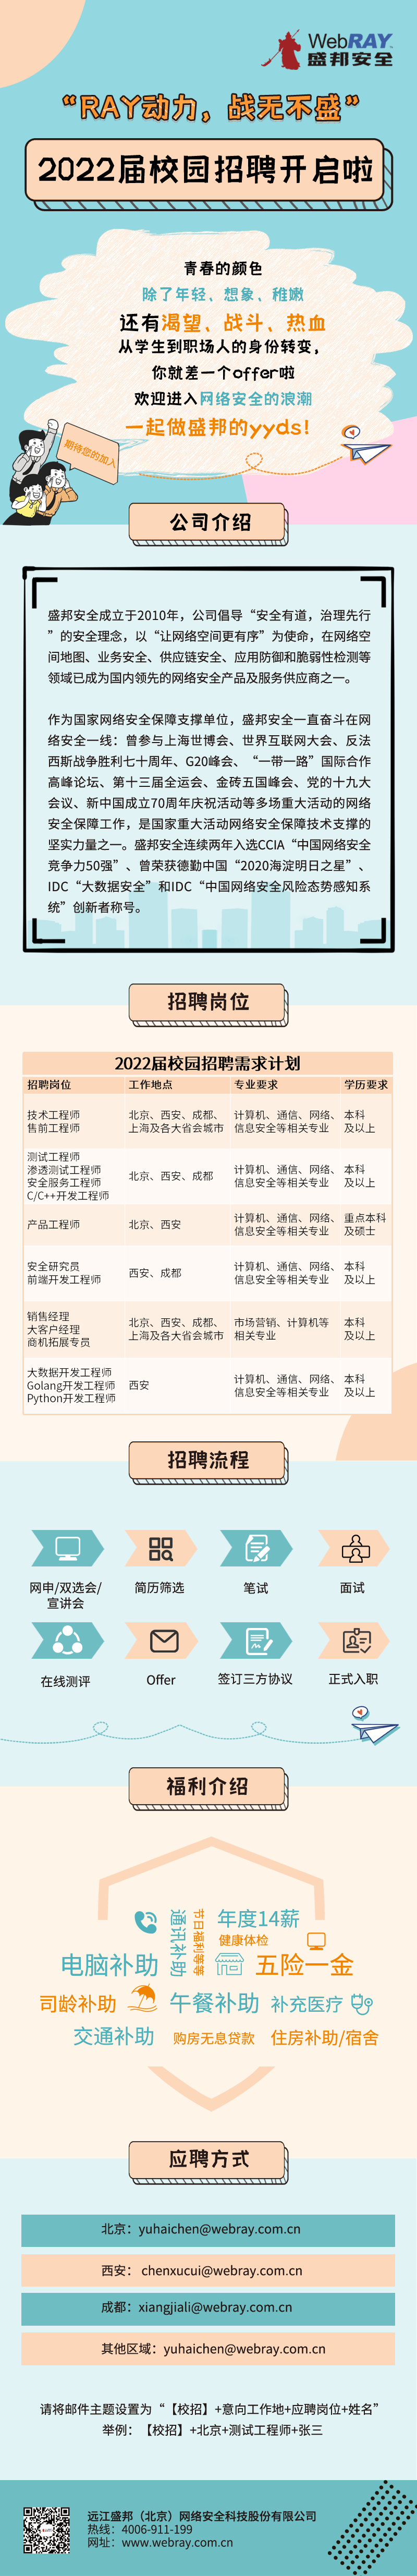 WebRAY
盛邦安全
“RAY动力，战无不盛”
2022届校园招聘开启啦
青春的颜色
除了年轻、想象、稚嫩
还有渴望、战斗、热血
从学生到职场人的身份转变，
你就差一个offer啦
欢迎进入网络安全的浪潮
一起做盛邦的yyds！
期待您的加入
公司介绍
盛邦安全成立于2010年，公司倡导“安全有道，治理先行
”的安全理念，以“让网络空间更有序”为使命，在网络空
间地图、业务安全、供应链安全、应用防御和脆弱性检测等
领域已成为国内领先的网络安全产品及服务供应商之一。
作为国家网络安全保障支撑单位，盛邦安全一直奋斗在网
络安全一线：曾参与上海世博会、世界互联网大会、反法
西斯战争胜利七十周年、G20峰会、“一带一路”国际合作
高峰论坛、第十三届全运会、金砖五国峰会、党的十九大
会议、新中国成立70周年庆祝活动等多场重大活动的网络
安全保障工作，是国家重大活动网络安全保障技术支撑的
坚实力量之一。盛邦安全连续两年入选CCIA“中国网络安全
竞争力50强”、曾荣获德勤中国“2020海淀明日之星”、
IDC“大数据安全”和IDC“中国网络安全风险态势感知系
统”创新者称号。
招聘岗位
2022届校园招聘需求计划
招聘岗位 工作地点 专业要求 学历要求
技术工程师 北京、西安、成都、 计算机、通信、网络、 本科
售前工程师 上海及各大省会城市 信息安全等相关专业 及以上
测试工程师
渗透测试工程师 北京、西安、成都 计算机、通信、网络、 本科
安全服务工程师 信息安全等相关专业 及以上
C/C++开发工程师
产品工程师 北京、西安 计算机、通信、网络、 重点本科
信息安全等相关专业 及硕士
安全研究员 西安、成都 计算机、通信、网络、 本科
前端开发工程师 信息安全等相关专业 及以上
销售经理 北京、西安、成都、 市场营销、计算机等 本科
大客户经理 上海及各大省会城市 相关专业 及以上
商机拓展专员
大数据开发工程师 计算机、通信、网络、 本科
Golang开发工程师 西安 信息安全等相关专业 及以上
Python开发工程师
招聘流程
网申/双选会/ 简历筛选 笔试 面试
宣讲会
在线测评 Offer 签订三方协议 正式入职
福利介绍
通讯补助
节日福利等等
年度14薪
健康体检
电脑补助
五险一金
司龄补助
午餐补助
补充医疗
交通补助
购房无息贷款
住房补助/宿舍
应聘方式
北京：yuhaichen@webray.com.cn
西安： chenxucui@webray.com.cn
成都：xiangjiali@webray.com.cn
其他区域：yuhaichen@webray.com.cn
请将邮件主题设置为“【校招】+意向工作地+应聘岗位+姓名”
举例：【校招】+北京+测试工程师+张三
远江盛邦（北京）网络安全科技股份有限公司
热线：4006-911-199
网址：www.webray.com.cn